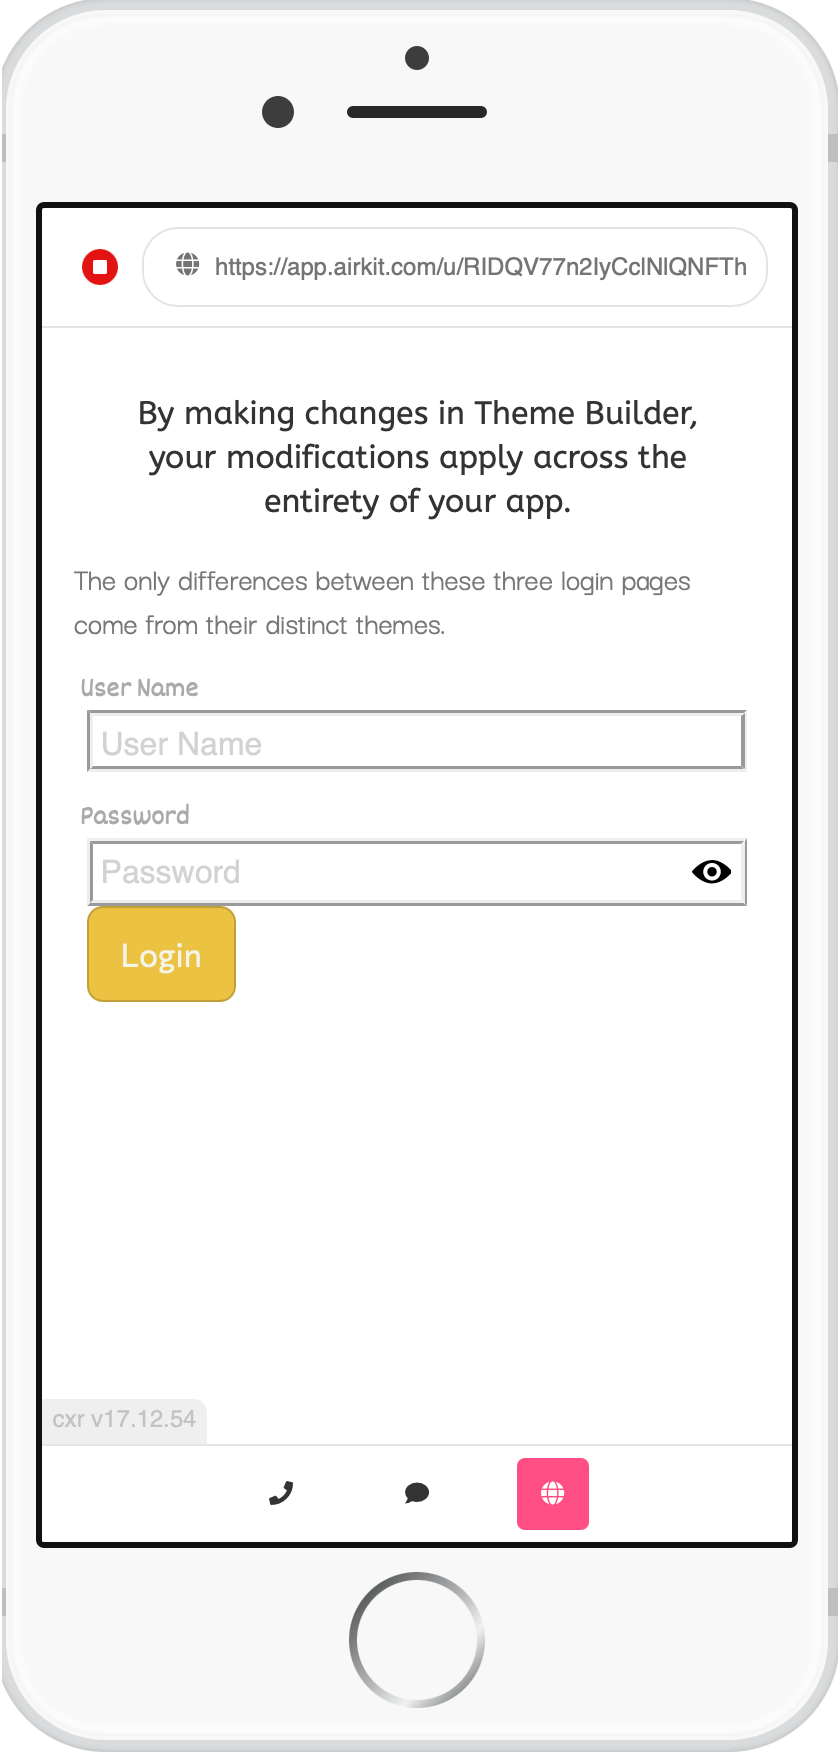 https://app.airkit.com/u/RIDQV77n2IyCclNlQNFTh
By making changes in Theme Builder,
your modifications apply across the
entirety of your app.
The only differences between these three login pages
come from their distinct themes.
User Name
User Name
Password
Password
Login
cxr v17.12.54